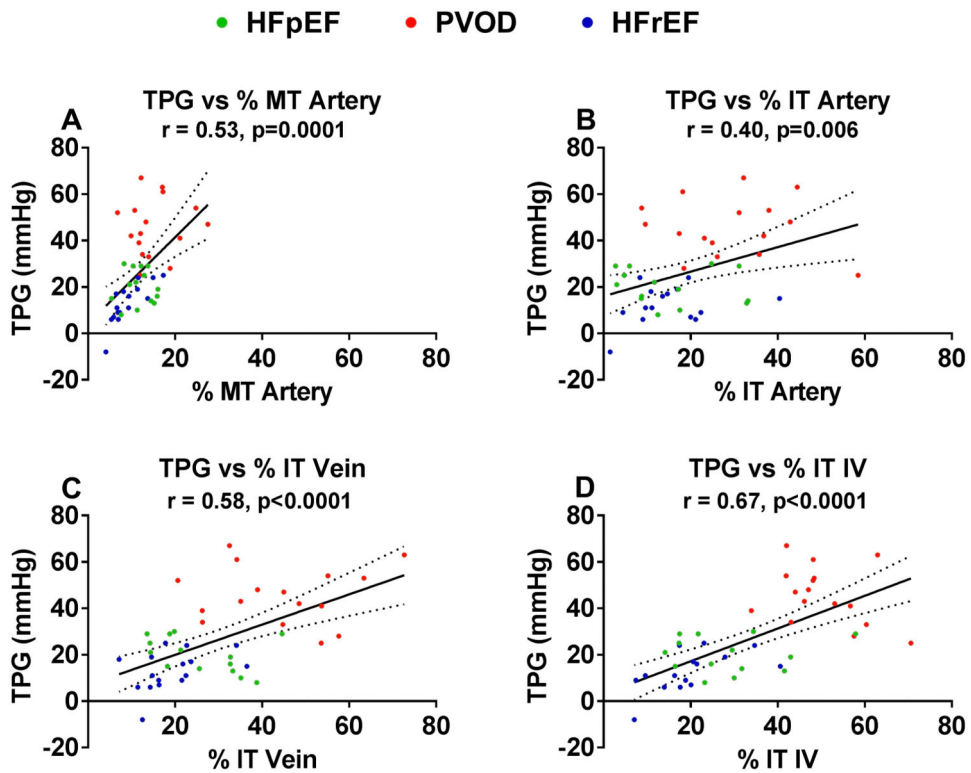 HFpEF PVOD HFrEF
A
TPG vs % MT Artery
r = 0.53, p=0.0001
TPG (mmHg)
80
60
40
20
0
-20
20 40 60 80
% MT Artery
B
TPG vs % IT Artery
r = 0.40, p=0.006
TPG (mmHg)
80
60
40
20
0
-20
20 40 60 80
% IT Artery
C
TPG vs % IT Vein
r = 0.58, p<0.0001
TPG (mmHg)
80
60
40
20
0
-20
20 40 60 80
% IT Vein
D
TPG vs % IT IV
r = 0.67, p<0.0001
TPG (mmHg)
80
60
40
20
0
-20
20 40 60 80
% IT IV